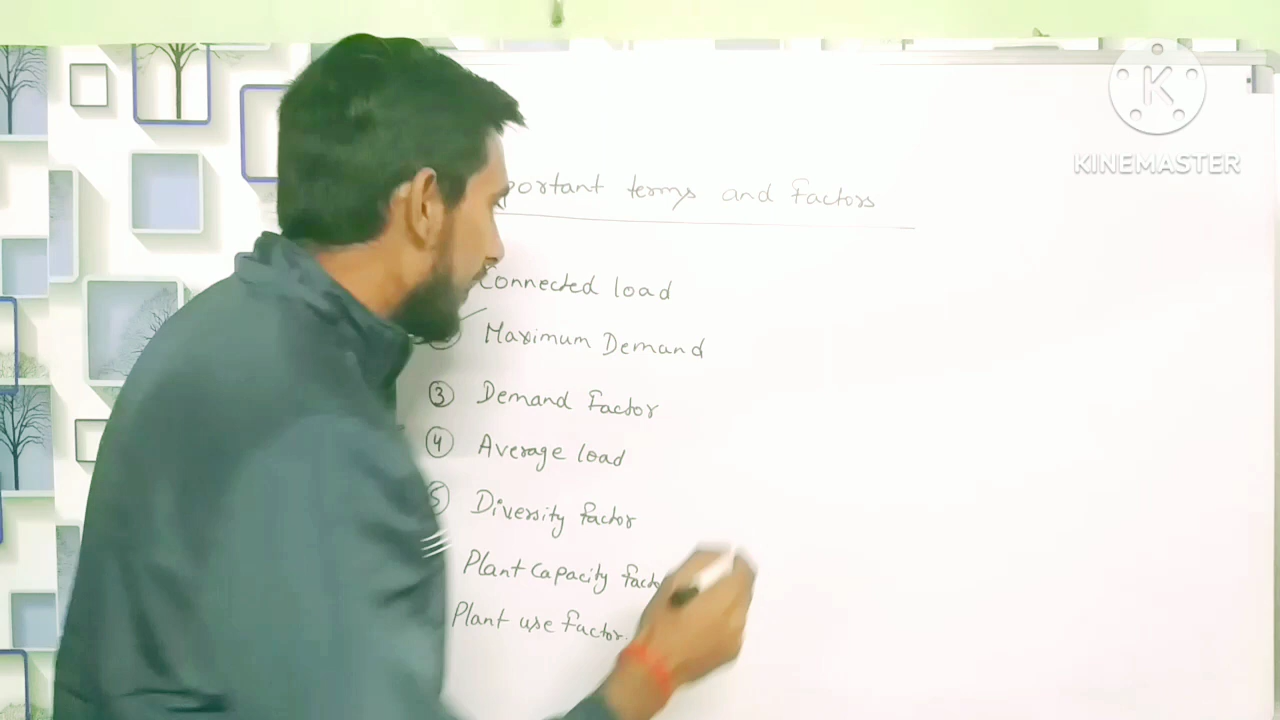 K
KINEMASTER
portant terms and factors
Connected load
Maximum Demand
③ Demand Factor
④ Average load
⑤ Diversity factor
Plant Capacity facto
Plant use factor.